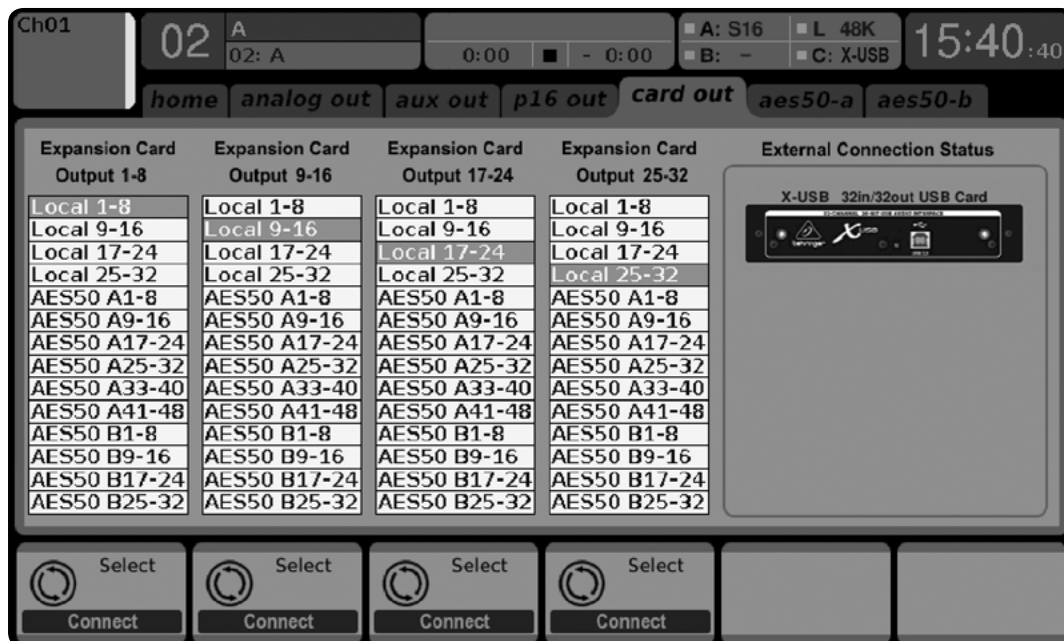 Ch01
02
A
02: A
0:00 - 0:00
A: S16
B: -
L 48K
C: X-USB
15:40:40
home
analog out
aux out
p16 out
card out
aes50-a
aes50-b
Expansion Card
Output 1-8
Local 1-8
Local 9-16
Local 17-24
Local 25-32
AES50 A1-8
AES50 A9-16
AES50 A17-24
AES50 A25-32
AES50 A33-40
AES50 A41-48
AES50 B1-8
AES50 B9-16
AES50 B17-24
AES50 B25-32
Expansion Card
Output 9-16
Local 1-8
Local 9-16
Local 17-24
Local 25-32
AES50 A1-8
AES50 A9-16
AES50 A17-24
AES50 A25-32
AES50 A33-40
AES50 A41-48
AES50 B1-8
AES50 B9-16
AES50 B17-24
AES50 B25-32
Expansion Card
Output 17-24
Local 1-8
Local 9-16
Local 17-24
Local 25-32
AES50 A1-8
AES50 A9-16
AES50 A17-24
AES50 A25-32
AES50 A33-40
AES50 A41-48
AES50 B1-8
AES50 B9-16
AES50 B17-24
AES50 B25-32
Expansion Card
Output 25-32
Local 1-8
Local 9-16
Local 17-24
Local 25-32
AES50 A1-8
AES50 A9-16
AES50 A17-24
AES50 A25-32
AES50 A33-40
AES50 A41-48
AES50 B1-8
AES50 B9-16
AES50 B17-24
AES50 B25-32
External Connection Status
X-USB 32in/32out USB Card
behringer
X-USB
Select
Connect
Select
Connect
Select
Connect
Select
Connect